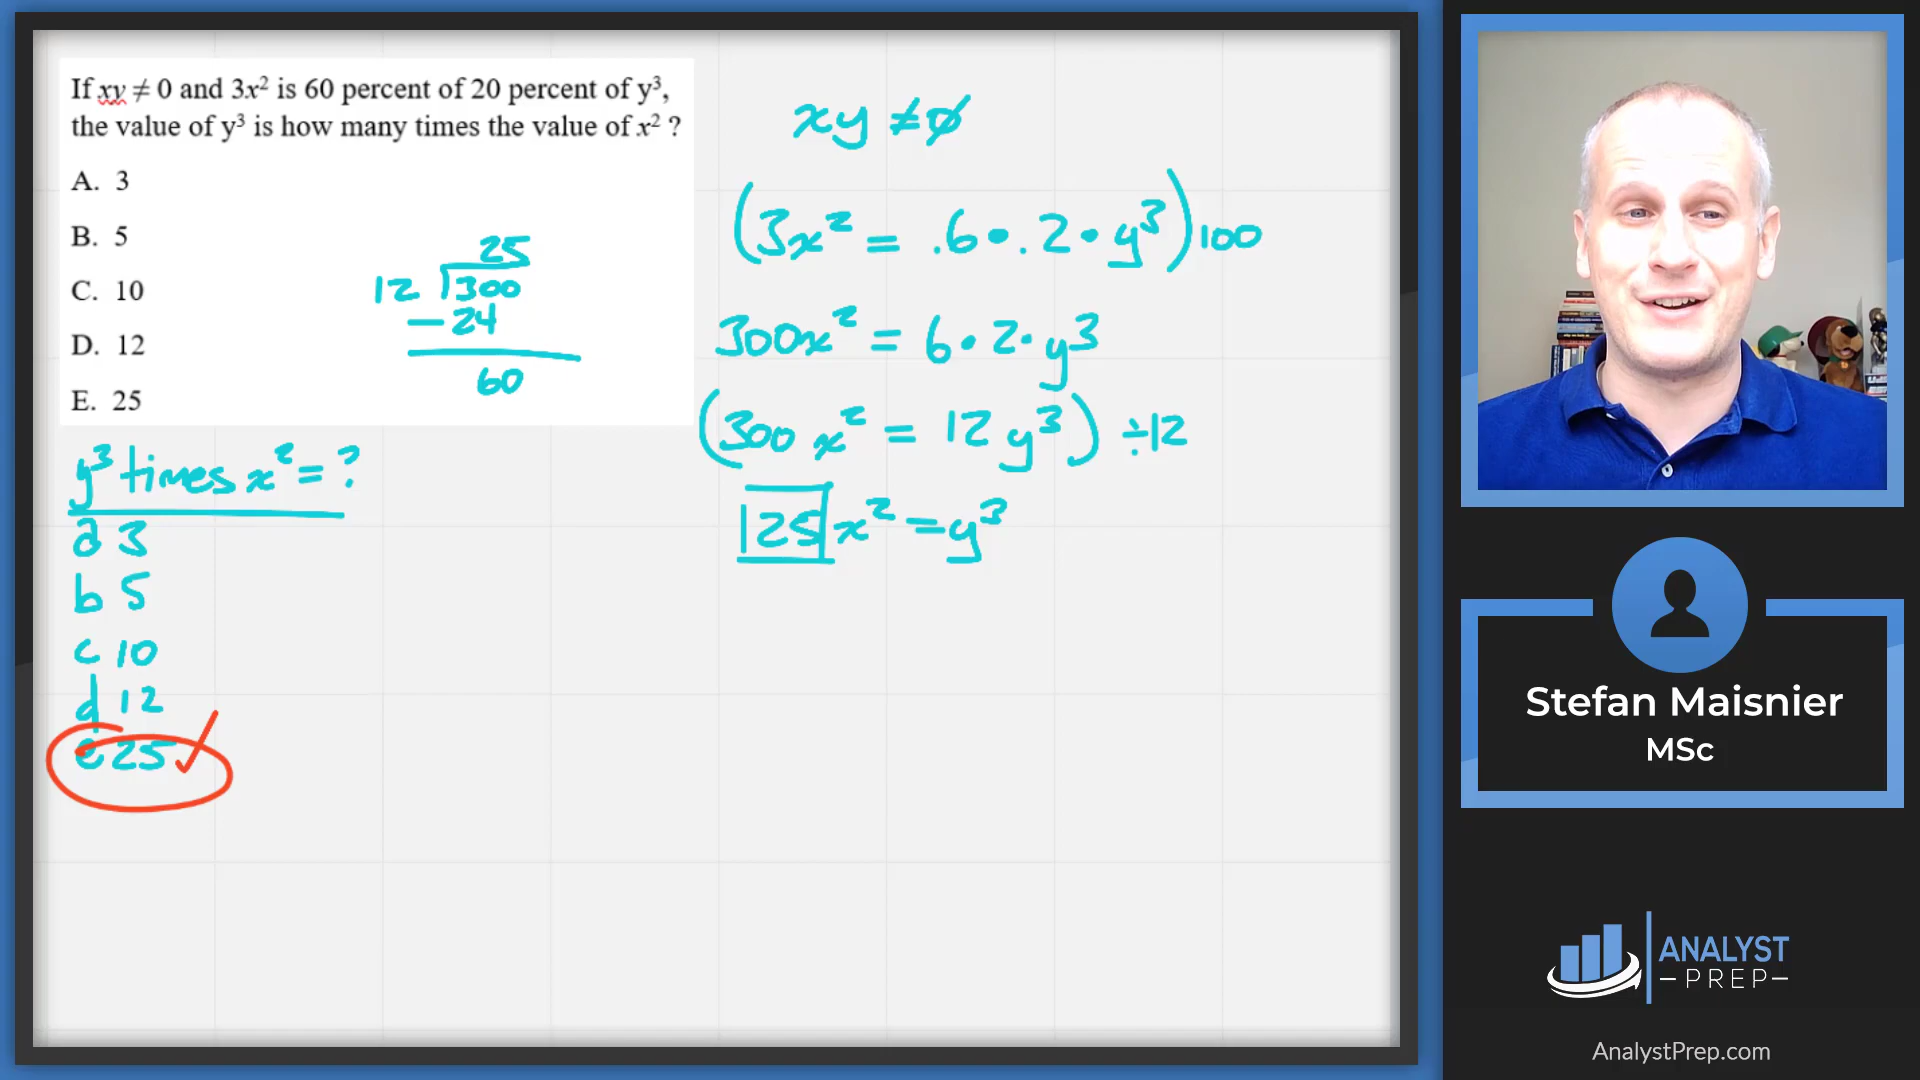 If xy ≠ 0 and 3x² is 60 percent of 20 percent of y³,
the value of y³ is how many times the value of x² ?
A. 3
B. 5
C. 10
D. 12
E. 25
25
12 300
− 24
60
y³ times x² = ?
a 3
b 5
c 10
d 12
e 25 ✓
xy ≠ 0
(3x² = .6 • .2 • y³) 100
300x² = 6 • 2 • y³
(300 x² = 12 y³) ÷12
25 x² = y³
Stefan Maisnier
MSc
ANALYST
PREP
AnalystPrep.com